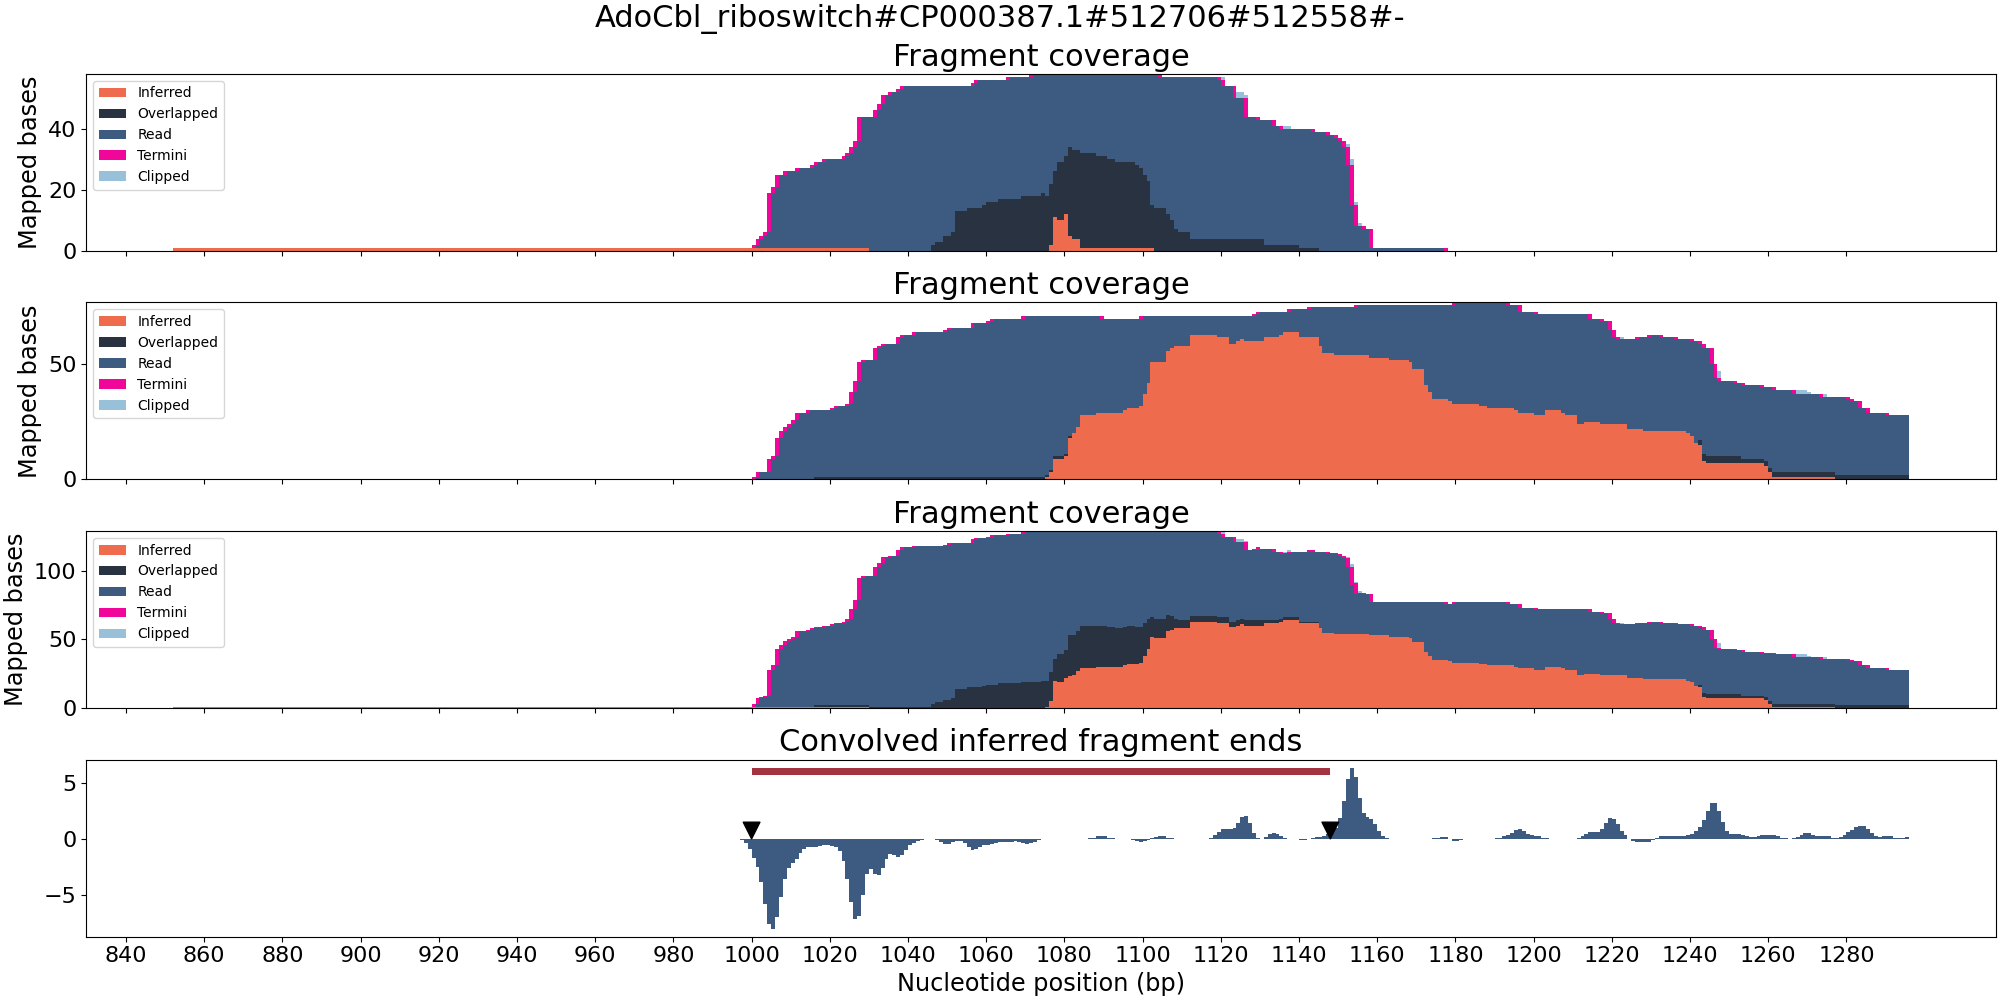 AdoCbl_riboswitch#CP000387.1#512706#512558#-
Fragment coverage
Mapped bases
40
20
0
Inferred
Overlapped
Read
Termini
Clipped
Fragment coverage
Mapped bases
50
0
Inferred
Overlapped
Read
Termini
Clipped
Fragment coverage
Mapped bases
100
50
0
Inferred
Overlapped
Read
Termini
Clipped
Convolved inferred fragment ends
5
0
−5
840 860 880 900 920 940 960 980 1000 1020 1040 1060 1080 1100 1120 1140 1160 1180 1200 1220 1240 1260 1280
Nucleotide position (bp)